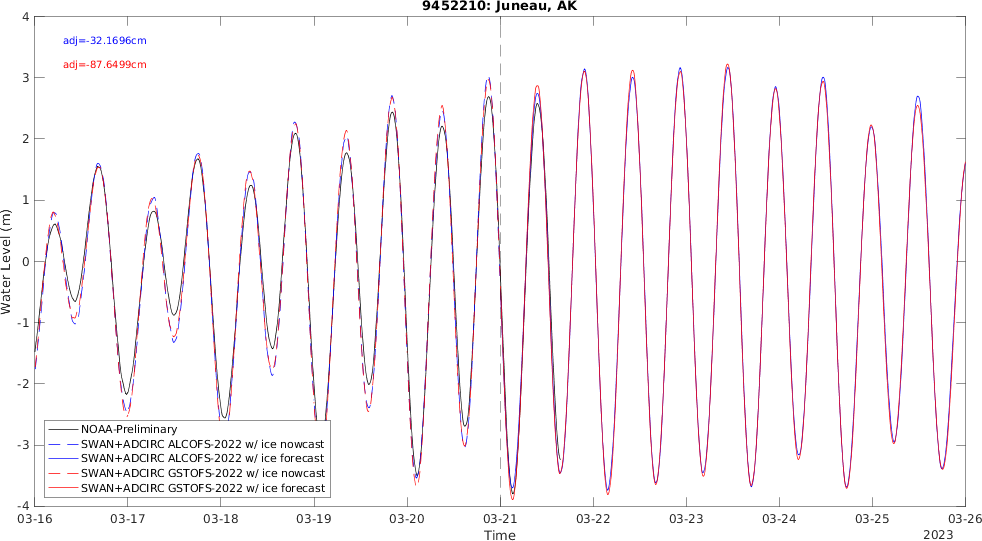 9452210: Juneau, AK
adj=-32.1696cm
adj=-87.6499cm
4
3
2
1
0
-1
-2
-3
-4
Water Level (m)
NOAA-Preliminary
SWAN+ADCIRC ALCOFS-2022 w/ ice nowcast
SWAN+ADCIRC ALCOFS-2022 w/ ice forecast
SWAN+ADCIRC GSTOFS-2022 w/ ice nowcast
SWAN+ADCIRC GSTOFS-2022 w/ ice forecast
03-16 03-17 03-18 03-19 03-20 03-21 03-22 03-23 03-24 03-25 03-26
Time
2023